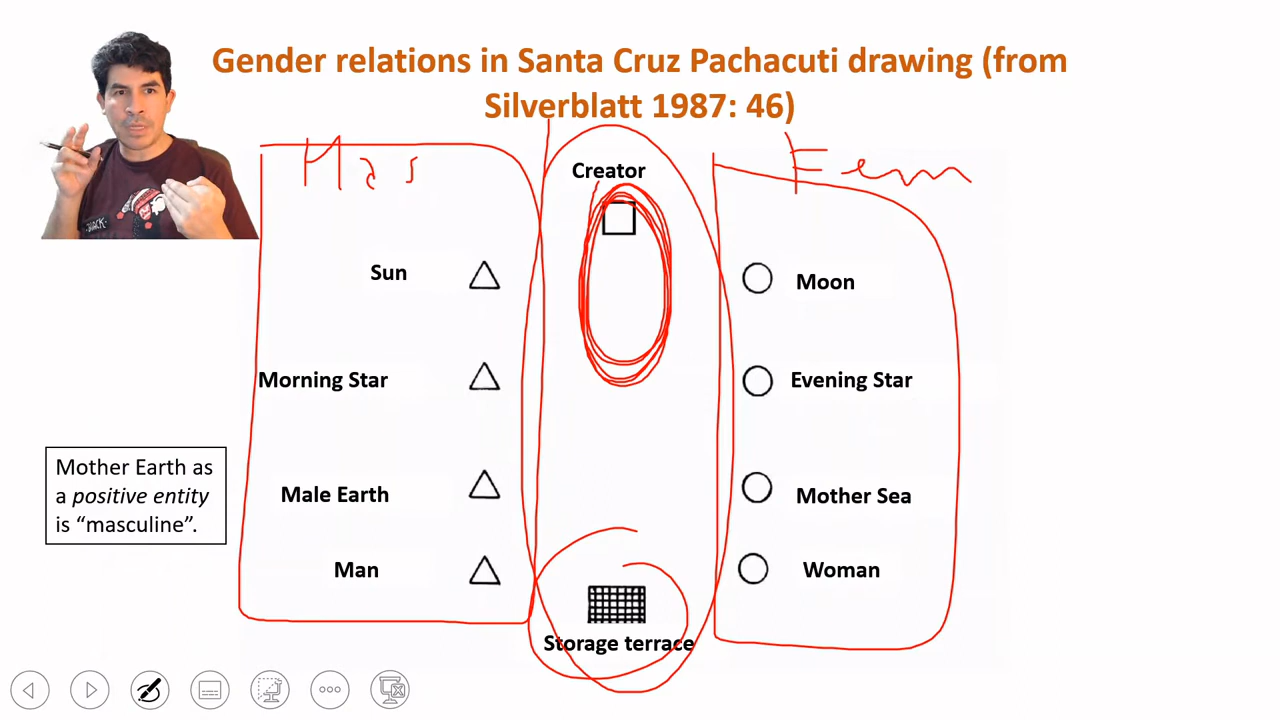 Gender relations in Santa Cruz Pachacuti drawing (from
Silverblatt 1987: 46)
Mas
Fem
Creator
Sun
Moon
Morning Star
Evening Star
Mother Earth as
a positive entity
is “masculine”.
Male Earth
Mother Sea
Man
Woman
Storage terrace